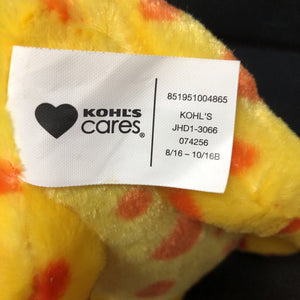 KOHL'S
cares®
851951004865
KOHL'S
JHD1-3066
074256
8/16 – 10/16B